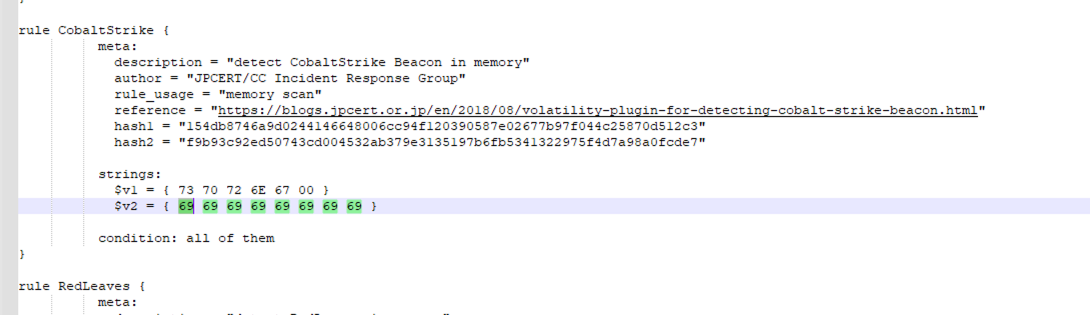 }
rule CobaltStrike {
meta:
description = "detect CobaltStrike Beacon in memory"
author = "JPCERT/CC Incident Response Group"
rule_usage = "memory scan"
reference = "https://blogs.jpcert.or.jp/en/2018/08/volatility-plugin-for-detecting-cobalt-strike-beacon.html"
hash1 = "154db8746a9d0244146648006cc94f120390587e02677b97f044c25870d512c3"
hash2 = "f9b93c92ed50743cd004532ab379e3135197b6fb5341322975f4d7a98a0fcde7"
strings:
$v1 = { 73 70 72 6E 67 00 }
$v2 = { 69 69 69 69 69 69 69 69 }
condition: all of them
}
rule RedLeaves {
meta: